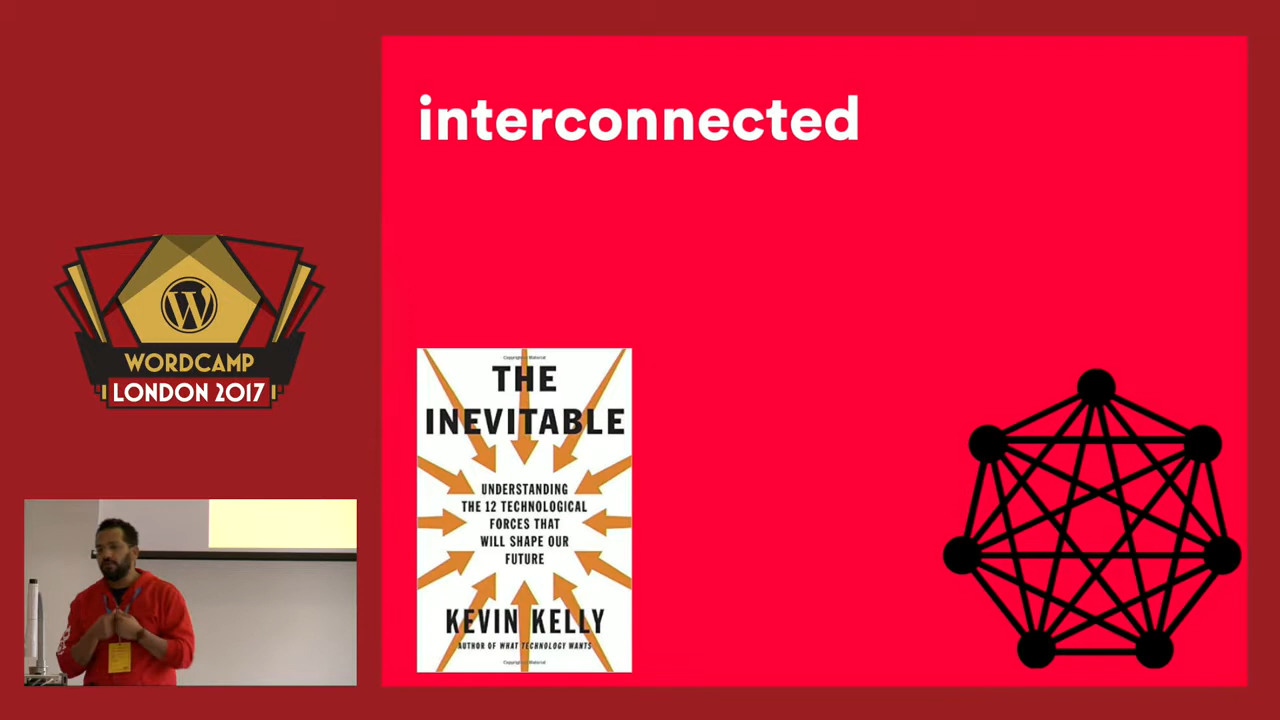 interconnected
WORDCAMP
LONDON 2017
THE
INEVITABLE
UNDERSTANDING
THE 12 TECHNOLOGICAL
FORCES THAT
WILL SHAPE OUR
FUTURE
KEVIN KELLY
AUTHOR OF WHAT TECHNOLOGY WANTS